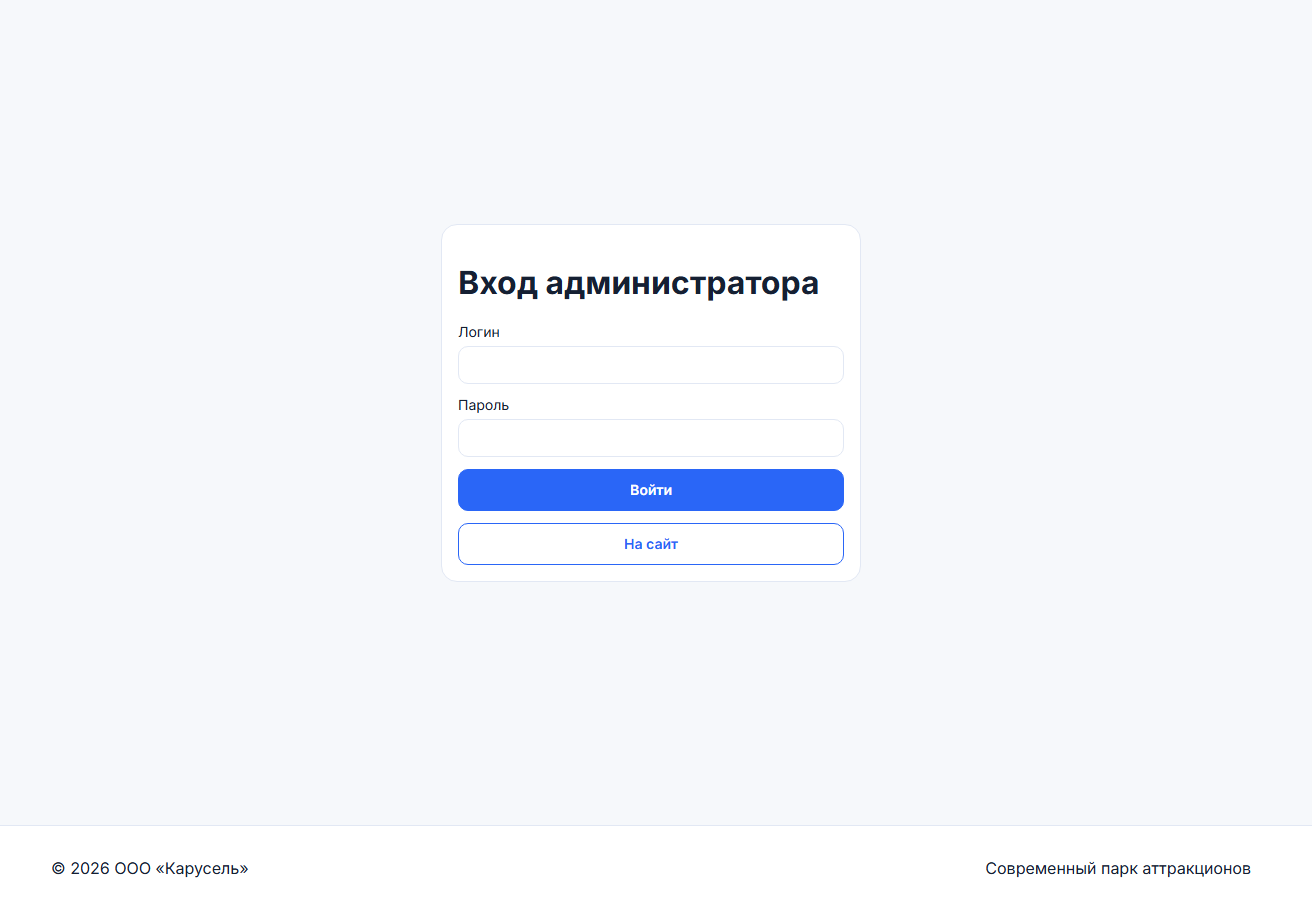 Вход администратора
Логин
Пароль
Войти
На сайт
© 2026 ООО «Карусель»
Современный парк аттракционов